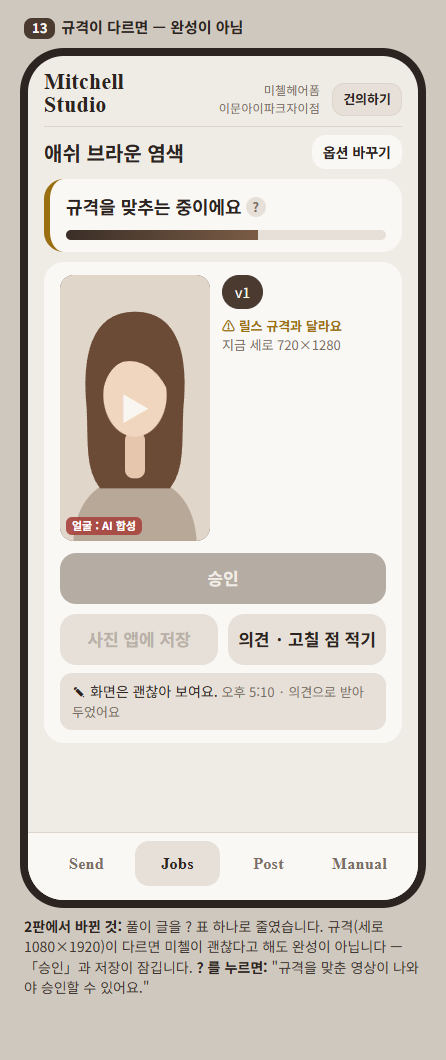 13 규격이 다르면 — 완성이 아님
Mitchell
Studio
미첼헤어폼
이문아이파크자이점
건의하기
애쉬 브라운 염색
옵션 바꾸기
규격을 맞추는 중이에요 ?
v1
⚠ 릴스 규격과 달라요
지금 세로 720×1280
얼굴 : AI 합성
승인
사진 앱에 저장
의견 · 고칠 점 적기
✎ 화면은 괜찮아 보여요. 오후 5:10 · 의견으로 받아
두었어요
Send
Jobs
Post
Manual
2판에서 바뀐 것: 풀이 글을 ? 표 하나로 줄였습니다. 규격(세로
1080×1920)이 다르면 미첼이 괜찮다고 해도 완성이 아닙니다 —
「승인」과 저장이 잠깁니다. ? 를 누르면: "규격을 맞춘 영상이 나와
야 승인할 수 있어요."